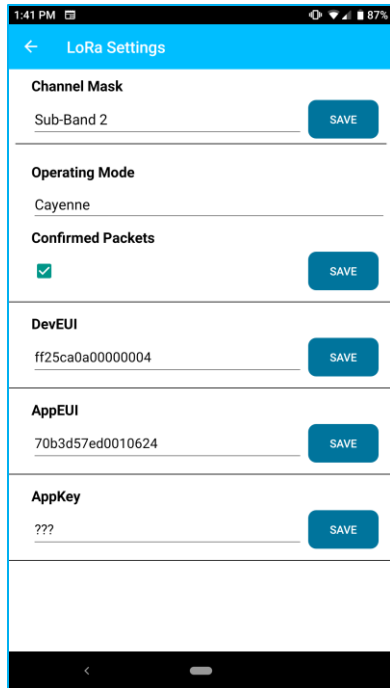 1:41 PM 87%
LoRa Settings
Channel Mask
Sub-Band 2 SAVE
Operating Mode
Cayenne
Confirmed Packets
SAVE
DevEUI
ff25ca0a00000004 SAVE
AppEUI
70b3d57ed0010624 SAVE
AppKey
??? SAVE